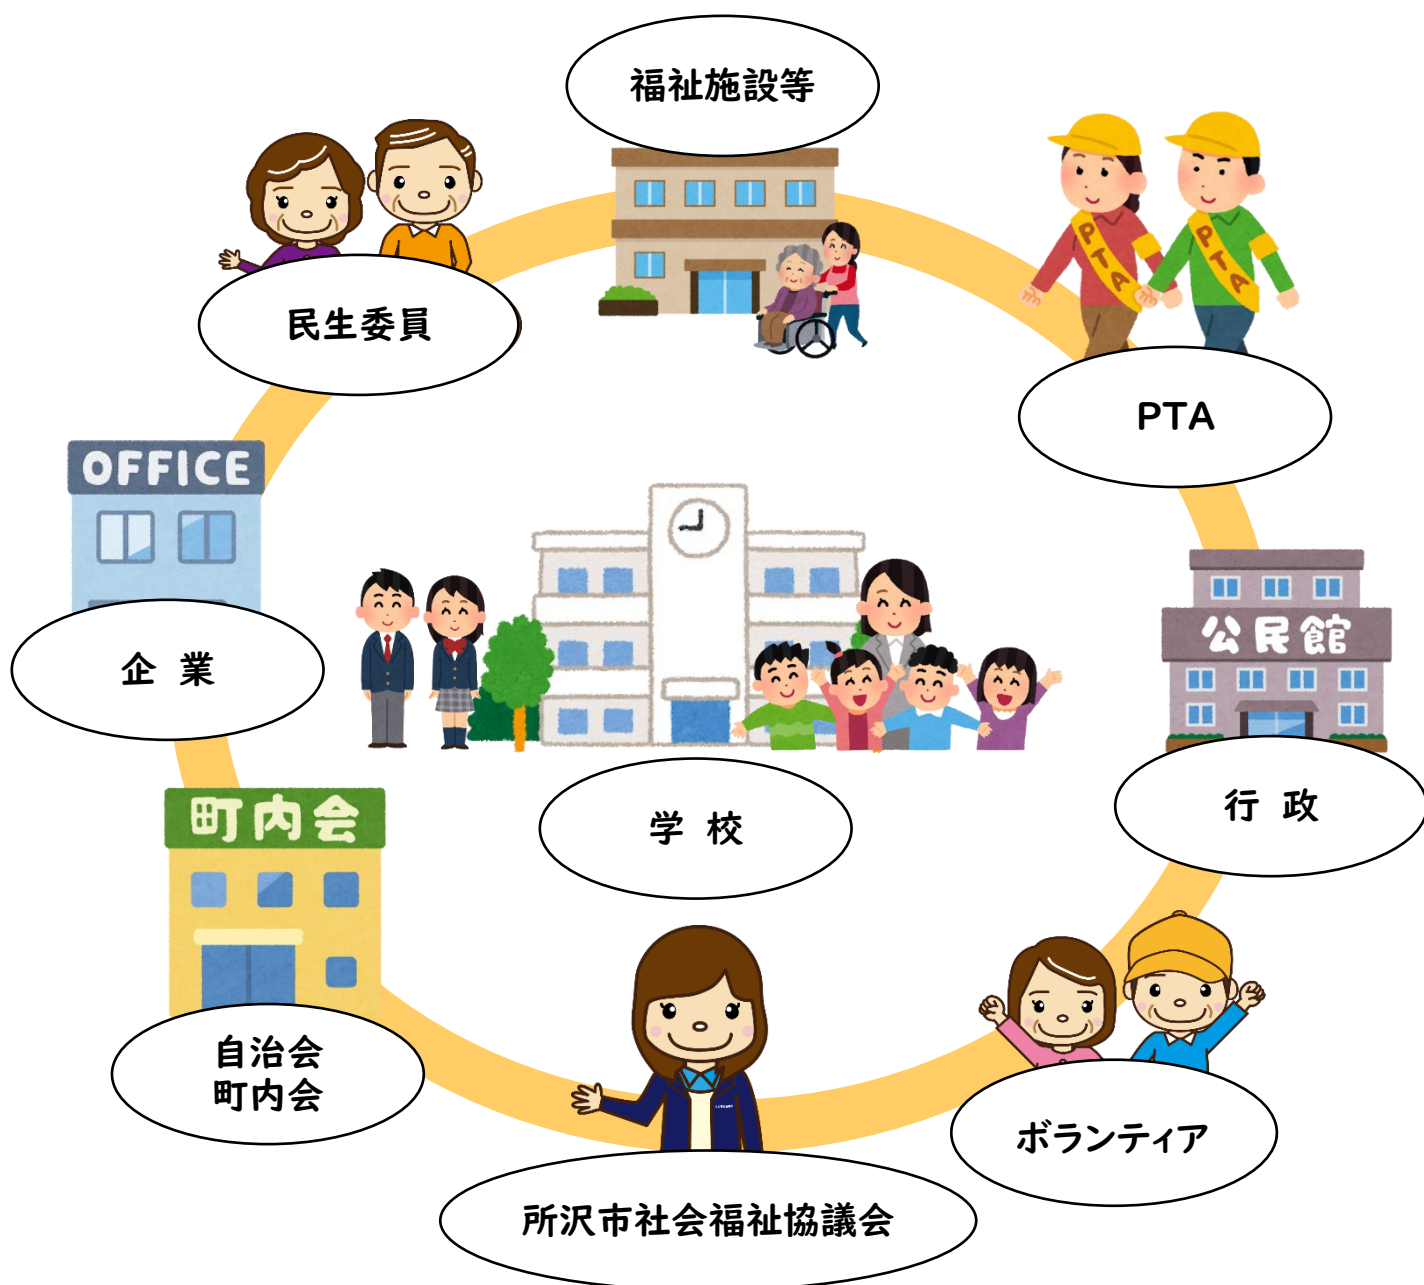 福祉施設等
民生委員
PTA
PTA
PTA
OFFICE
企 業
公民館
行 政
学 校
町内会
自治会
町内会
ボランティア
所沢市社会福祉協議会